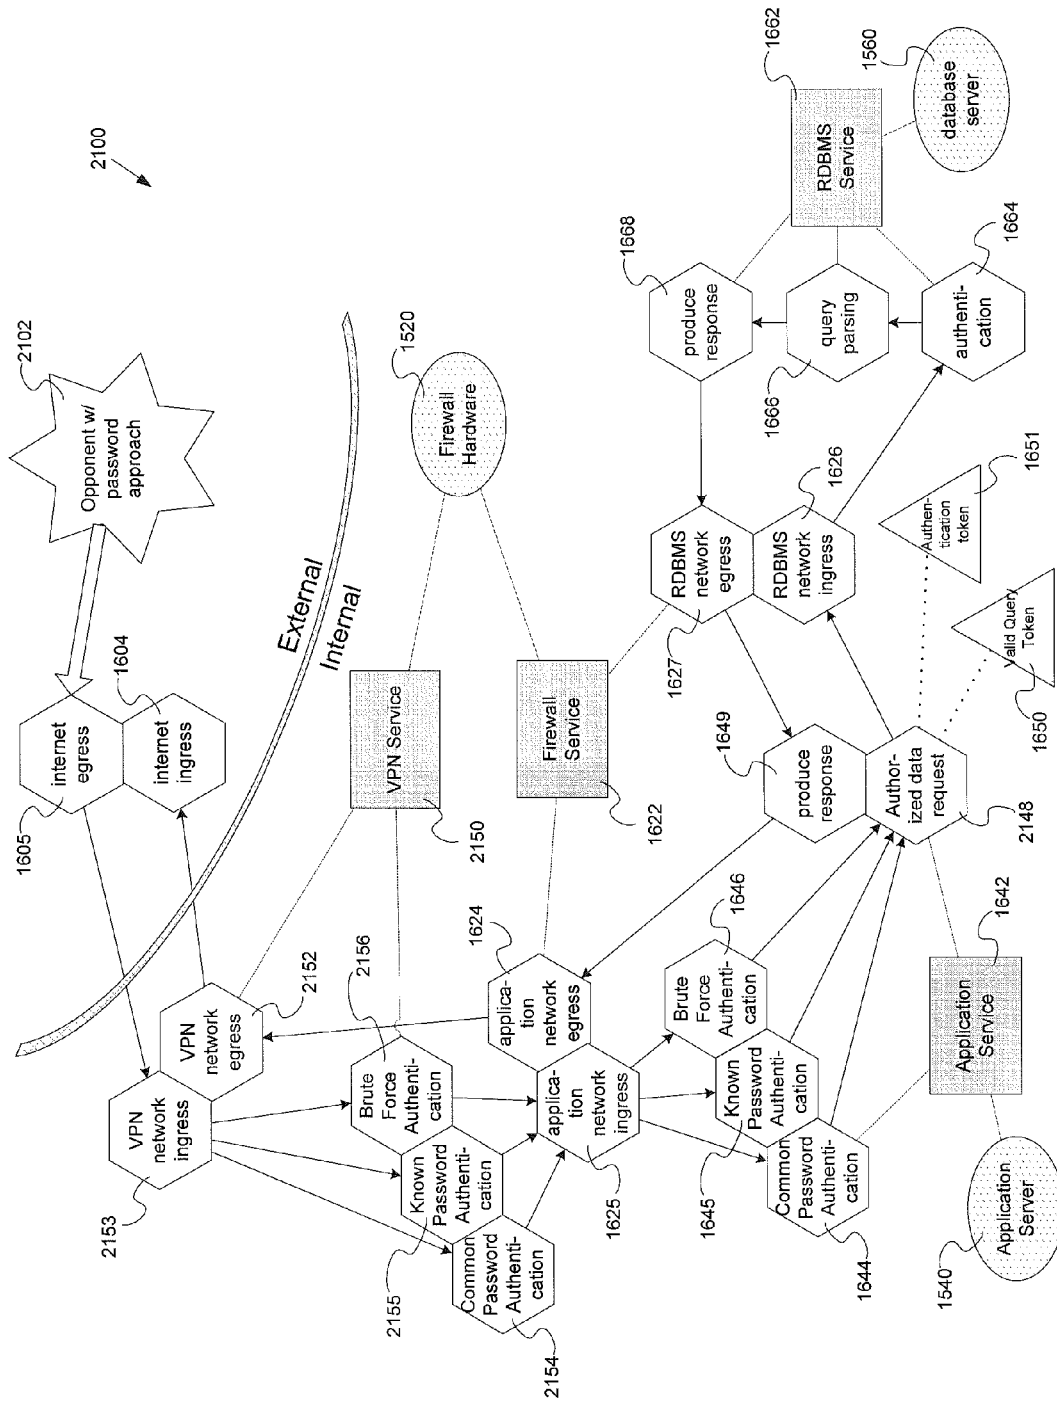 2100
Opponent w/
password
approach
2102
internet
egress
1605
internet
ingress
1604
External
Internal
VPN
network
ingress
2153
VPN
network
egress
2152
VPN Service
2150
Firewall
Hardware
1520
Brute
Force
Authenti-
cation
2156
Known
Password
Authenti-
cation
2155
Common
Password
Authenti-
cation
2154
Firewall
Service
1622
applica-
tion
network
egress
1624
applica-
tion
network
ingress
1625
RDBMS
network
egress
1627
RDBMS
network
ingress
1626
produce
response
1668
query
parsing
1666
authenti-
cation
1664
RDBMS
Service
1662
database
server
1560
Brute
Force
Authenti-
cation
1646
Known
Password
Authenti-
cation
1645
Common
Password
Authenti-
cation
1644
produce
response
1649
Author-
ized data
request
2148
Authen-
tication
token
1651
Valid Query
Token
1650
Application
Service
1642
Application
Server
1540